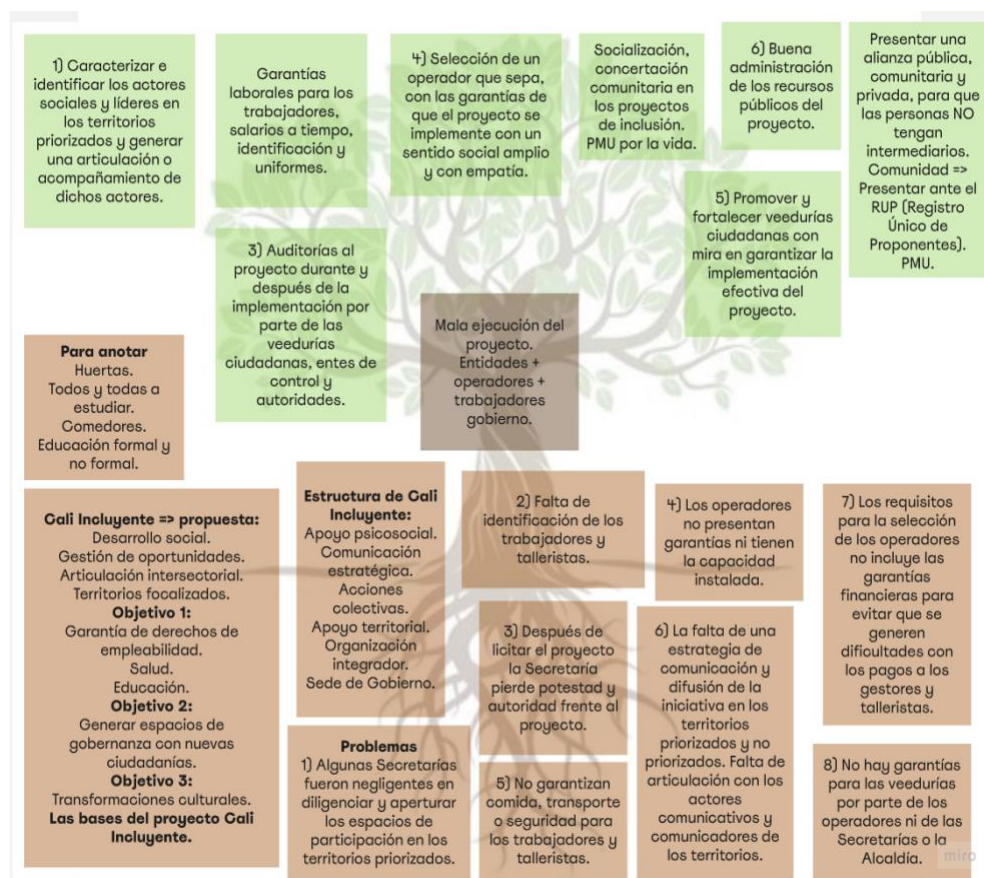 1) Caracterizar e
identificar los actores
sociales y líderes en
los territorios
priorizados y generar
una articulación o
acompañamiento de
dichos actores.
Garantías
laborales para los
trabajadores,
salarios a tiempo,
identificación y
uniformes.
4) Selección de un
operador que sepa,
con las garantías de
que el proyecto se
implemente con un
sentido social amplio
y con empatía.
Socialización,
concertación
comunitaria en
los proyectos
de inclusión.
PMU por la vida.
6) Buena
administración
de los recursos
públicos del
proyecto.
Presentar una
alianza pública,
comunitaria y
privada, para que
las personas NO
tengan
intermediarios.
Comunidad =>
Presentar ante el
RUP (Registro
Único de
Proponentes).
PMU.
3) Auditorías al
proyecto durante y
después de la
implementación por
parte de las
veedurías
ciudadanas, entes de
control y
autoridades.
5) Promover y
fortalecer veedurías
ciudadanas con
mira en garantizar la
implementación
efectiva del
proyecto.
Mala ejecución del
proyecto.
Entidades +
operadores +
trabajadores
gobierno.
Para anotar
Huertas.
Todos y todas a
estudiar.
Comedores.
Educación formal y
no formal.
Cali Incluyente => propuesta:
Desarrollo social.
Gestión de oportunidades.
Articulación intersectorial.
Territorios focalizados.
Objetivo 1:
Garantía de derechos de
empleabilidad.
Salud.
Educación.
Objetivo 2:
Generar espacios de
gobernanza con nuevas
ciudadanías.
Objetivo 3:
Transformaciones culturales.
Las bases del proyecto Cali
Incluyente.
Estructura de Cali
Incluyente:
Apoyo psicosocial.
Comunicación
estratégica.
Acciones
colectivas.
Apoyo territorial.
Organización
integrador.
Sede de Gobierno.
Problemas
1) Algunas Secretarías
fueron negligentes en
diligenciar y aperturar
los espacios de
participación en los
territorios priorizados.
2) Falta de
identificación de los
trabajadores y
talleristas.
3) Después de
licitar el proyecto
la Secretaría
pierde potestad y
autoridad frente al
proyecto.
5) No garantizan
comida, transporte
o seguridad para
los trabajadores y
talleristas.
4) Los operadores
no presentan
garantías ni tienen
la capacidad
instalada.
6) La falta de una
estrategia de
comunicación y
difusión de la
iniciativa en los
territorios
priorizados y no
priorizados. Falta de
articulación con los
actores
comunicativos y
comunicadores de
los territorios.
7) Los requisitos
para la selección
de los operadores
no incluye las
garantías
financieras para
evitar que se
generen
dificultades con
los pagos a los
gestores y
talleristas.
8) No hay garantías
para las veedurías
por parte de los
operadores ni de las
Secretarías o la
Alcaldía.
miro